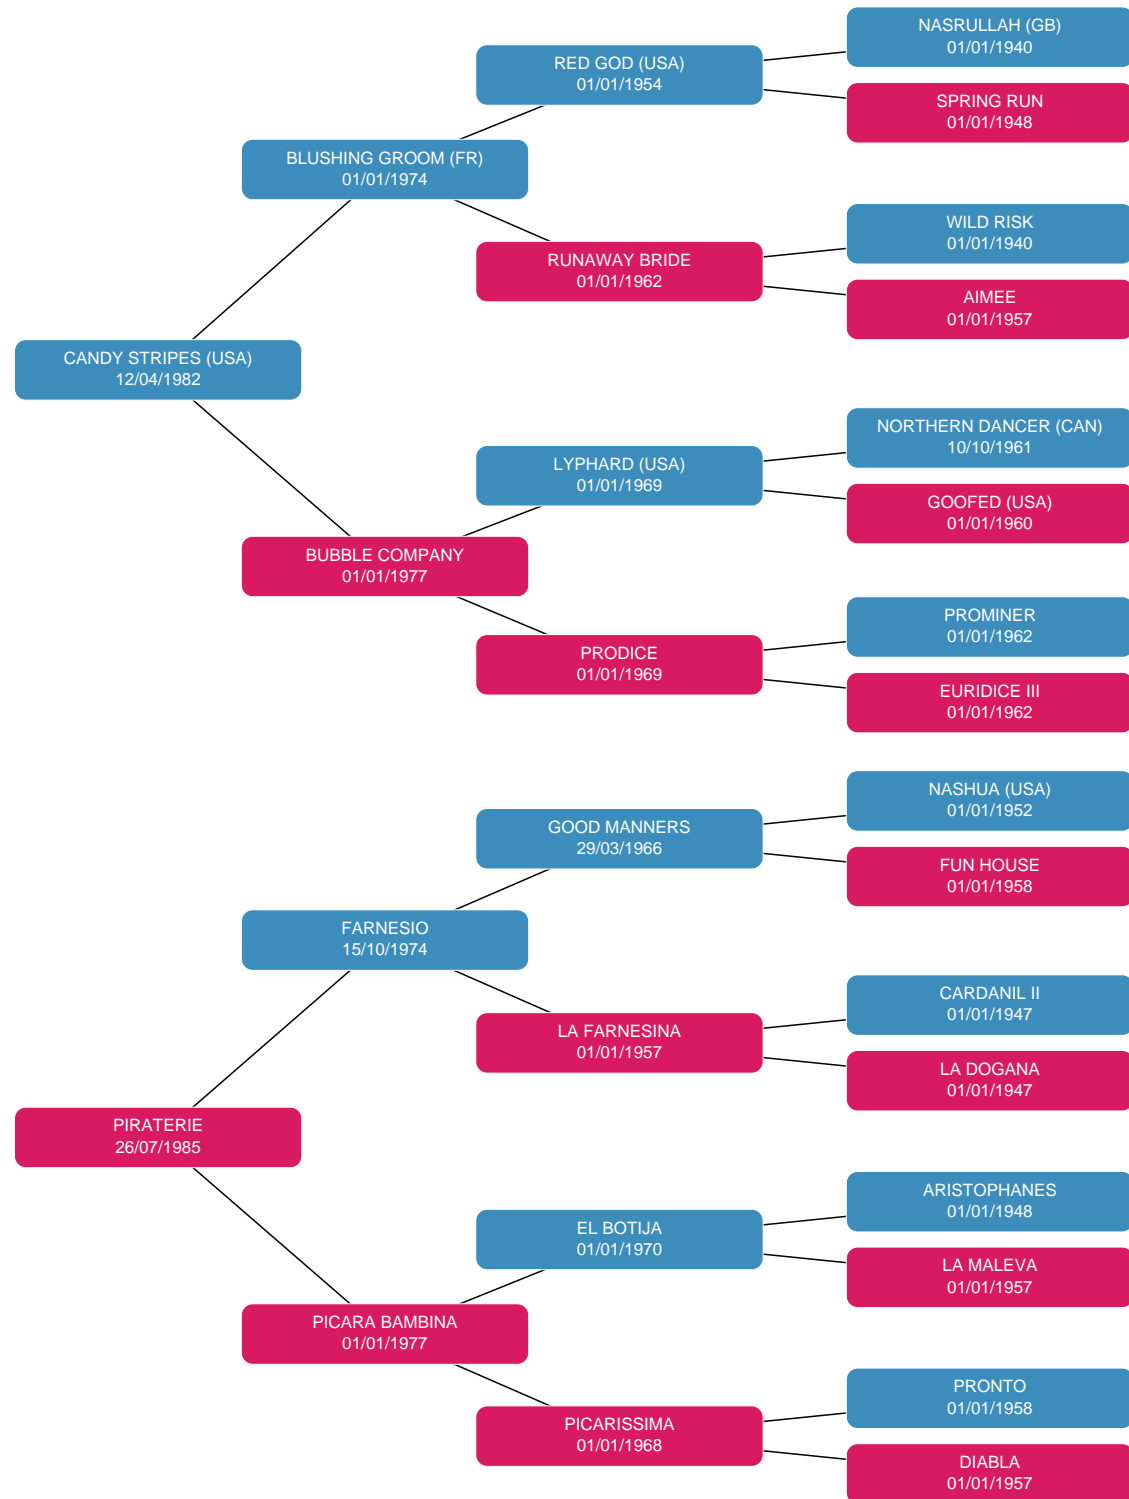 NASRULLAH (GB)
01/01/1940
RED GOD (USA)
01/01/1954
SPRING RUN
01/01/1948
BLUSHING GROOM (FR)
01/01/1974
WILD RISK
01/01/1940
RUNAWAY BRIDE
01/01/1962
AIMEE
01/01/1957
CANDY STRIPES (USA)
12/04/1982
NORTHERN DANCER (CAN)
10/10/1961
LYPHARD (USA)
01/01/1969
GOOFED (USA)
01/01/1960
BUBBLE COMPANY
01/01/1977
PROMINER
01/01/1962
PRODICE
01/01/1969
EURIDICE III
01/01/1962
NASHUA (USA)
01/01/1952
GOOD MANNERS
29/03/1966
FUN HOUSE
01/01/1958
FARNESIO
15/10/1974
CARDANIL II
01/01/1947
LA FARNESINA
01/01/1957
LA DOGANA
01/01/1947
PIRATERIE
26/07/1985
ARISTOPHANES
01/01/1948
EL BOTIJA
01/01/1970
LA MALEVA
01/01/1957
PICARA BAMBINA
01/01/1977
PRONTO
01/01/1958
PICARISSIMA
01/01/1968
DIABLA
01/01/1957